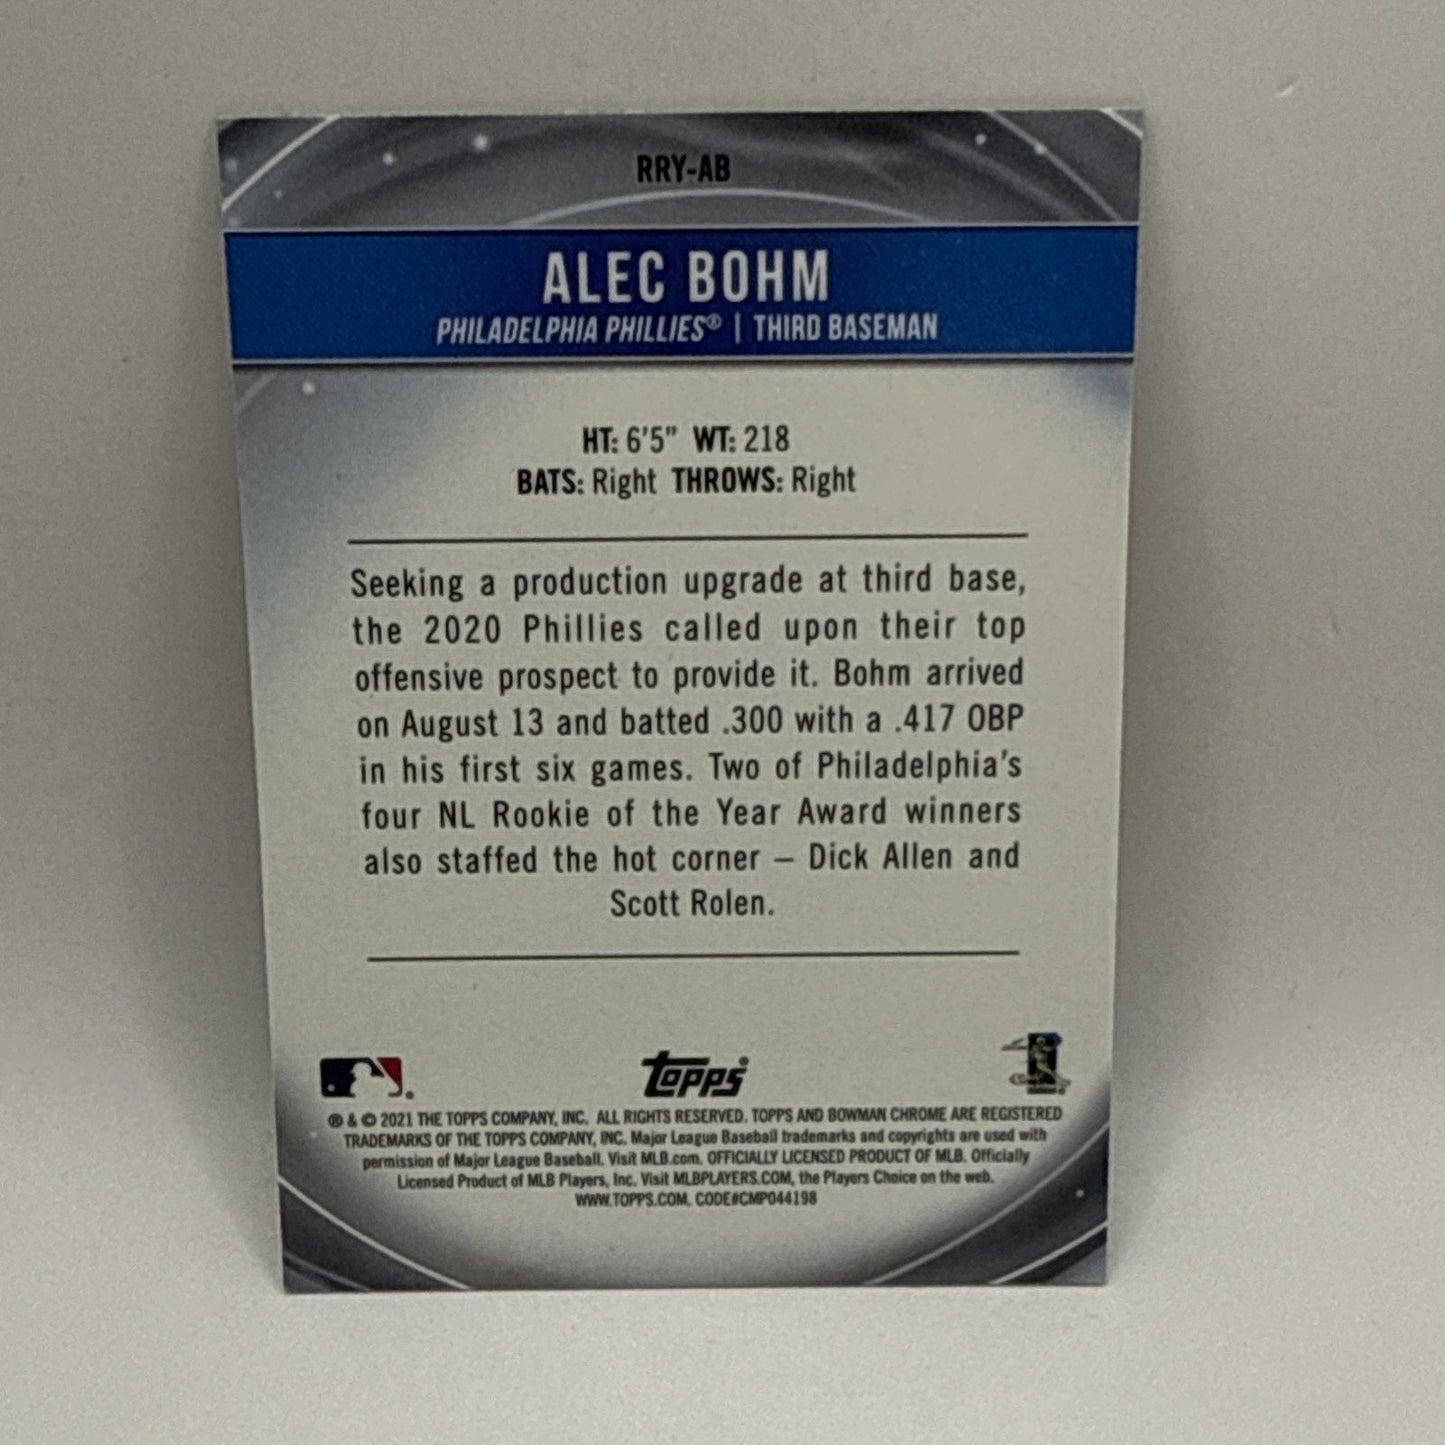 RRY-AB
ALEC BOHM
PHILADELPHIA PHILLIES® | THIRD BASEMAN
HT: 6'5" WT: 218
BATS: Right THROWS: Right
Seeking a production upgrade at third base,
the 2020 Phillies called upon their top
offensive prospect to provide it. Bohm arrived
on August 13 and batted .300 with a .417 OBP
in his first six games. Two of Philadelphia's
four NL Rookie of the Year Award winners
also staffed the hot corner – Dick Allen and
Scott Rolen.
topps®
® & © 2021 THE TOPPS COMPANY, INC. ALL RIGHTS RESERVED. TOPPS AND BOWMAN CHROME ARE REGISTERED
TRADEMARKS OF THE TOPPS COMPANY, INC. Major League Baseball trademarks and copyrights are used with
permission of Major League Baseball. Visit MLB.com. OFFICIALLY LICENSED PRODUCT OF MLB. Officially
Licensed Product of MLB Players, Inc. Visit MLBPLAYERS.COM, the Players Choice on the web.
WWW.TOPPS.COM. CODE#CMP044198